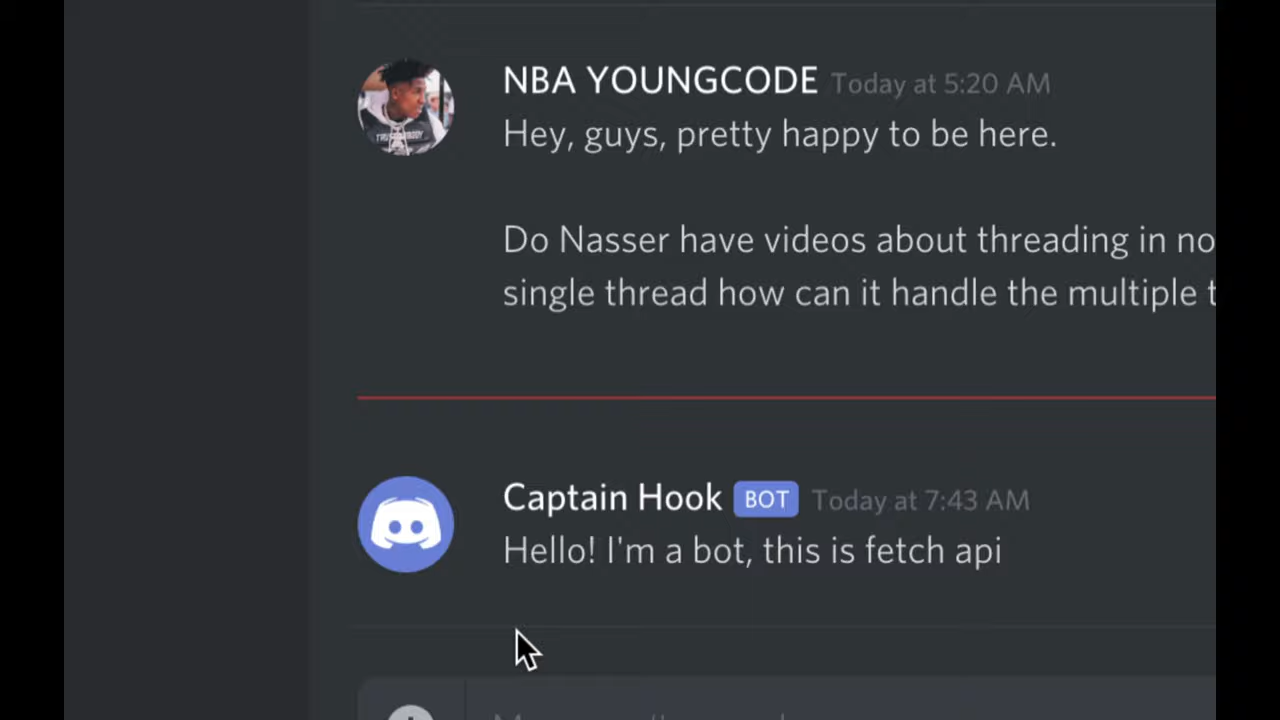 NBA YOUNGCODE Today at 5:20 AM
Hey, guys, pretty happy to be here.
Do Nasser have videos about threading in no
single thread how can it handle the multiple t
Captain Hook BOT Today at 7:43 AM
Hello! I'm a bot, this is fetch api